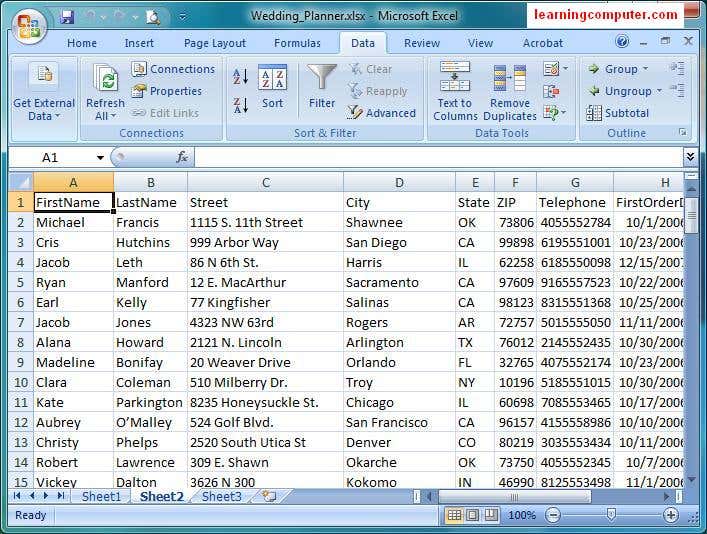 Wedding_Planner.xlsx - Microsoft Excel
learningcomputer.com
Home Insert Page Layout Formulas Data Review View Acrobat
Get External Data
Refresh All
Connections
Properties
Edit Links
Connections
Sort
Filter
Clear
Reapply
Advanced
Sort & Filter
Text to Columns
Remove Duplicates
Data Tools
Group
Ungroup
Subtotal
Outline
A1 fx
A B C D E F G H
1 FirstName LastName Street City State ZIP Telephone FirstOrderD
2 Michael Francis 1115 S. 11th Street Shawnee OK 73806 4055552784 10/1/2006
3 Cris Hutchins 999 Arbor Way San Diego CA 99898 6195551001 10/23/2006
4 Jacob Leth 86 N 6th St. Harris IL 62258 6185550098 12/15/2007
5 Ryan Manford 12 E. MacArthur Sacramento CA 97609 9165557523 10/22/2006
6 Earl Kelly 77 Kingfisher Salinas CA 98123 8315551368 10/25/2006
7 Jacob Jones 4323 NW 63rd Rogers AR 72757 5015555050 11/11/2006
8 Alana Howard 2121 N. Lincoln Arlington TX 76012 2145552435 10/30/2006
9 Madeline Bonifay 20 Weaver Drive Orlando FL 32765 4075552174 10/23/2006
10 Clara Coleman 510 Milberry Dr. Troy NY 10196 5185551015 10/30/2006
11 Kate Parkington 8235 Honeysuckle St. Chicago IL 60698 7085553465 10/17/2006
12 Aubrey O’Malley 524 Golf Blvd. San Francisco CA 96157 4155558986 10/10/2006
13 Christy Phelps 2520 South Utica St Denver CO 80219 3035553434 10/11/2006
14 Robert Lawrence 309 E. Shawn Okarche OK 73750 4055552345 10/7/2006
15 Vickey Dalton 3626 N 300 Kokomo IN 46990 8125553498 11/1/2006
Sheet1 Sheet2 Sheet3
Ready 100%